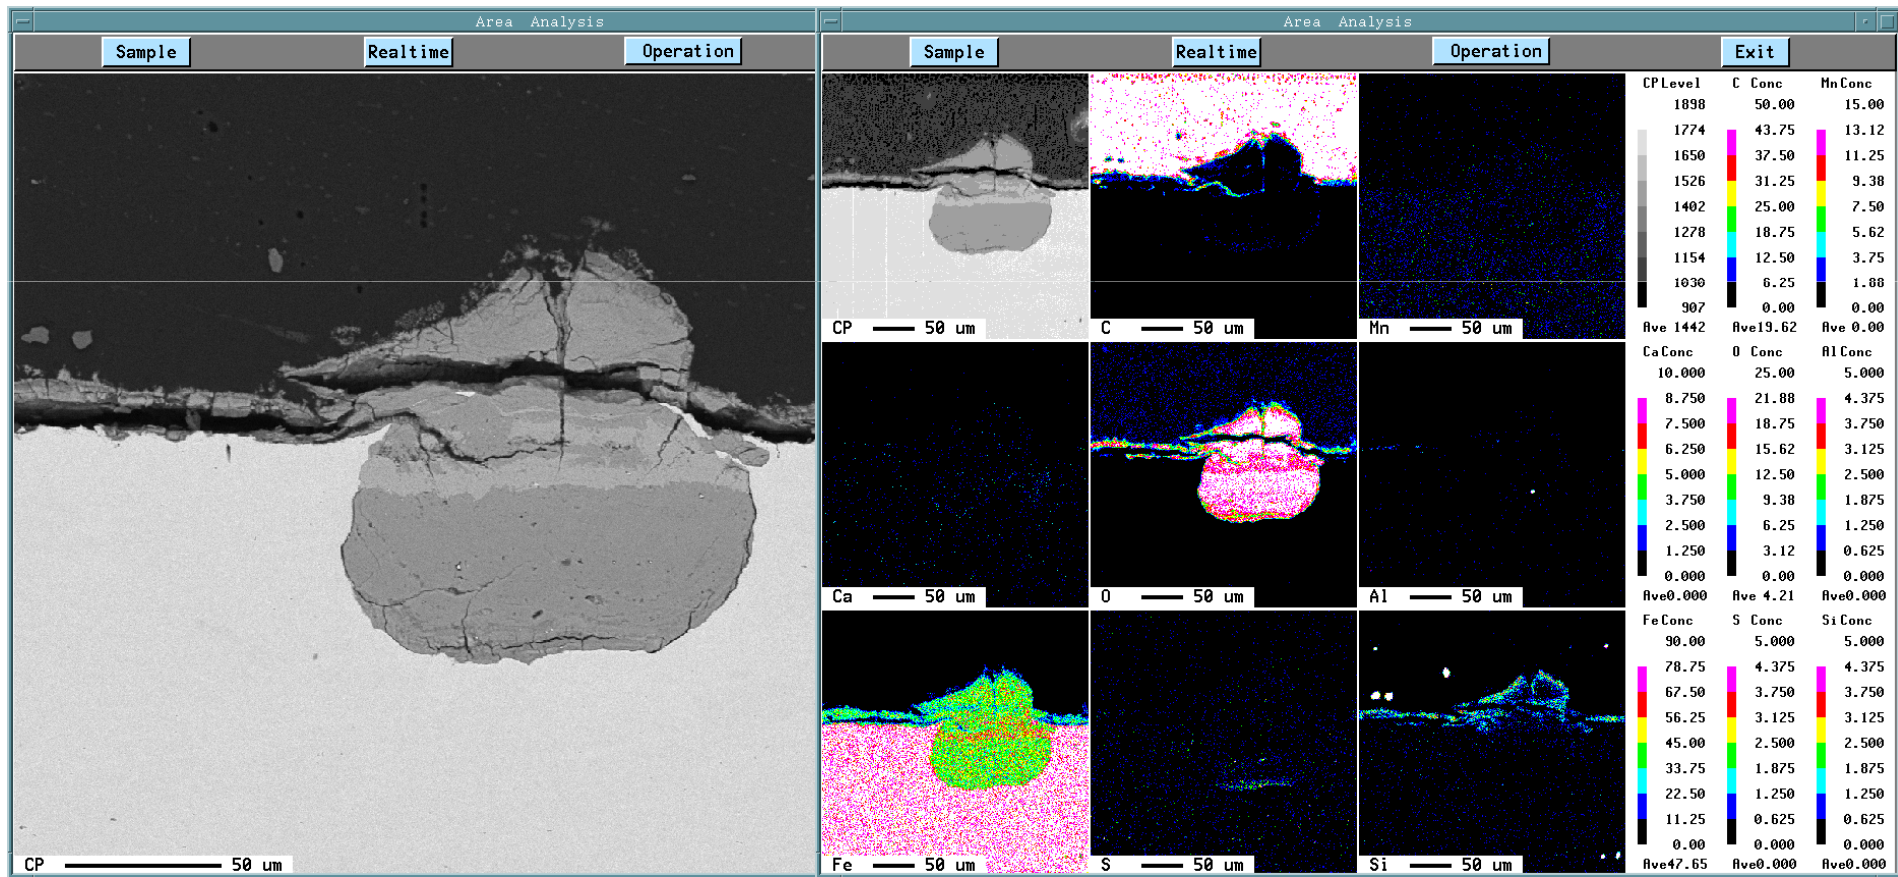 Area Analysis
Sample Realtime Operation
CP 50 um
Area Analysis
Sample Realtime Operation Exit
CP 50 um
C 50 um
Mn 50 um
Ca 50 um
O 50 um
Al 50 um
Fe 50 um
S 50 um
Si 50 um
CP Level C Conc Mn Conc
1898 50.00 15.00
1774 43.75 13.12
1650 37.50 11.25
1526 31.25 9.38
1402 25.00 7.50
1278 18.75 5.62
1154 12.50 3.75
1030 6.25 1.88
907 0.00 0.00
Ave 1442 Ave19.62 Ave 0.00
Ca Conc O Conc Al Conc
10.000 25.00 5.000
8.750 21.88 4.375
7.500 18.75 3.750
6.250 15.62 3.125
5.000 12.50 2.500
3.750 9.38 1.875
2.500 6.25 1.250
1.250 3.12 0.625
0.000 0.00 0.000
Ave0.000 Ave 4.21 Ave0.000
Fe Conc S Conc Si Conc
90.00 5.000 5.000
78.75 4.375 4.375
67.50 3.750 3.750
56.25 3.125 3.125
45.00 2.500 2.500
33.75 1.875 1.875
22.50 1.250 1.250
11.25 0.625 0.625
0.00 0.000 0.000
Ave47.65 Ave0.000 Ave0.000